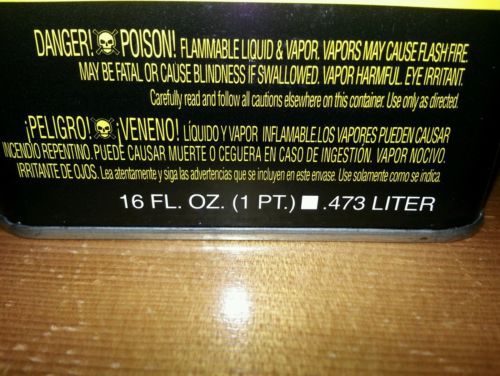 DANGER! POISON! FLAMMABLE LIQUID & VAPOR. VAPORS MAY CAUSE FLASH FIRE.
MAY BE FATAL OR CAUSE BLINDNESS IF SWALLOWED. VAPOR HARMFUL. EYE IRRITANT.
Carefully read and follow all cautions elsewhere on this container. Use only as directed.
¡PELIGRO! ¡VENENO! LÍQUIDO Y VAPOR INFLAMABLE.LOS VAPORES PUEDEN CAUSAR
INCENDIO REPENTINO. PUEDE CAUSAR MUERTE O CEGUERA EN CASO DE INGESTIÓN. VAPOR NOCIVO.
IRRITANTE DE OJOS. Lea atentamente y siga las advertencias que se incluyen en este envase. Use solamente como se indica.
16 FL. OZ. (1 PT.) ■ .473 LITER